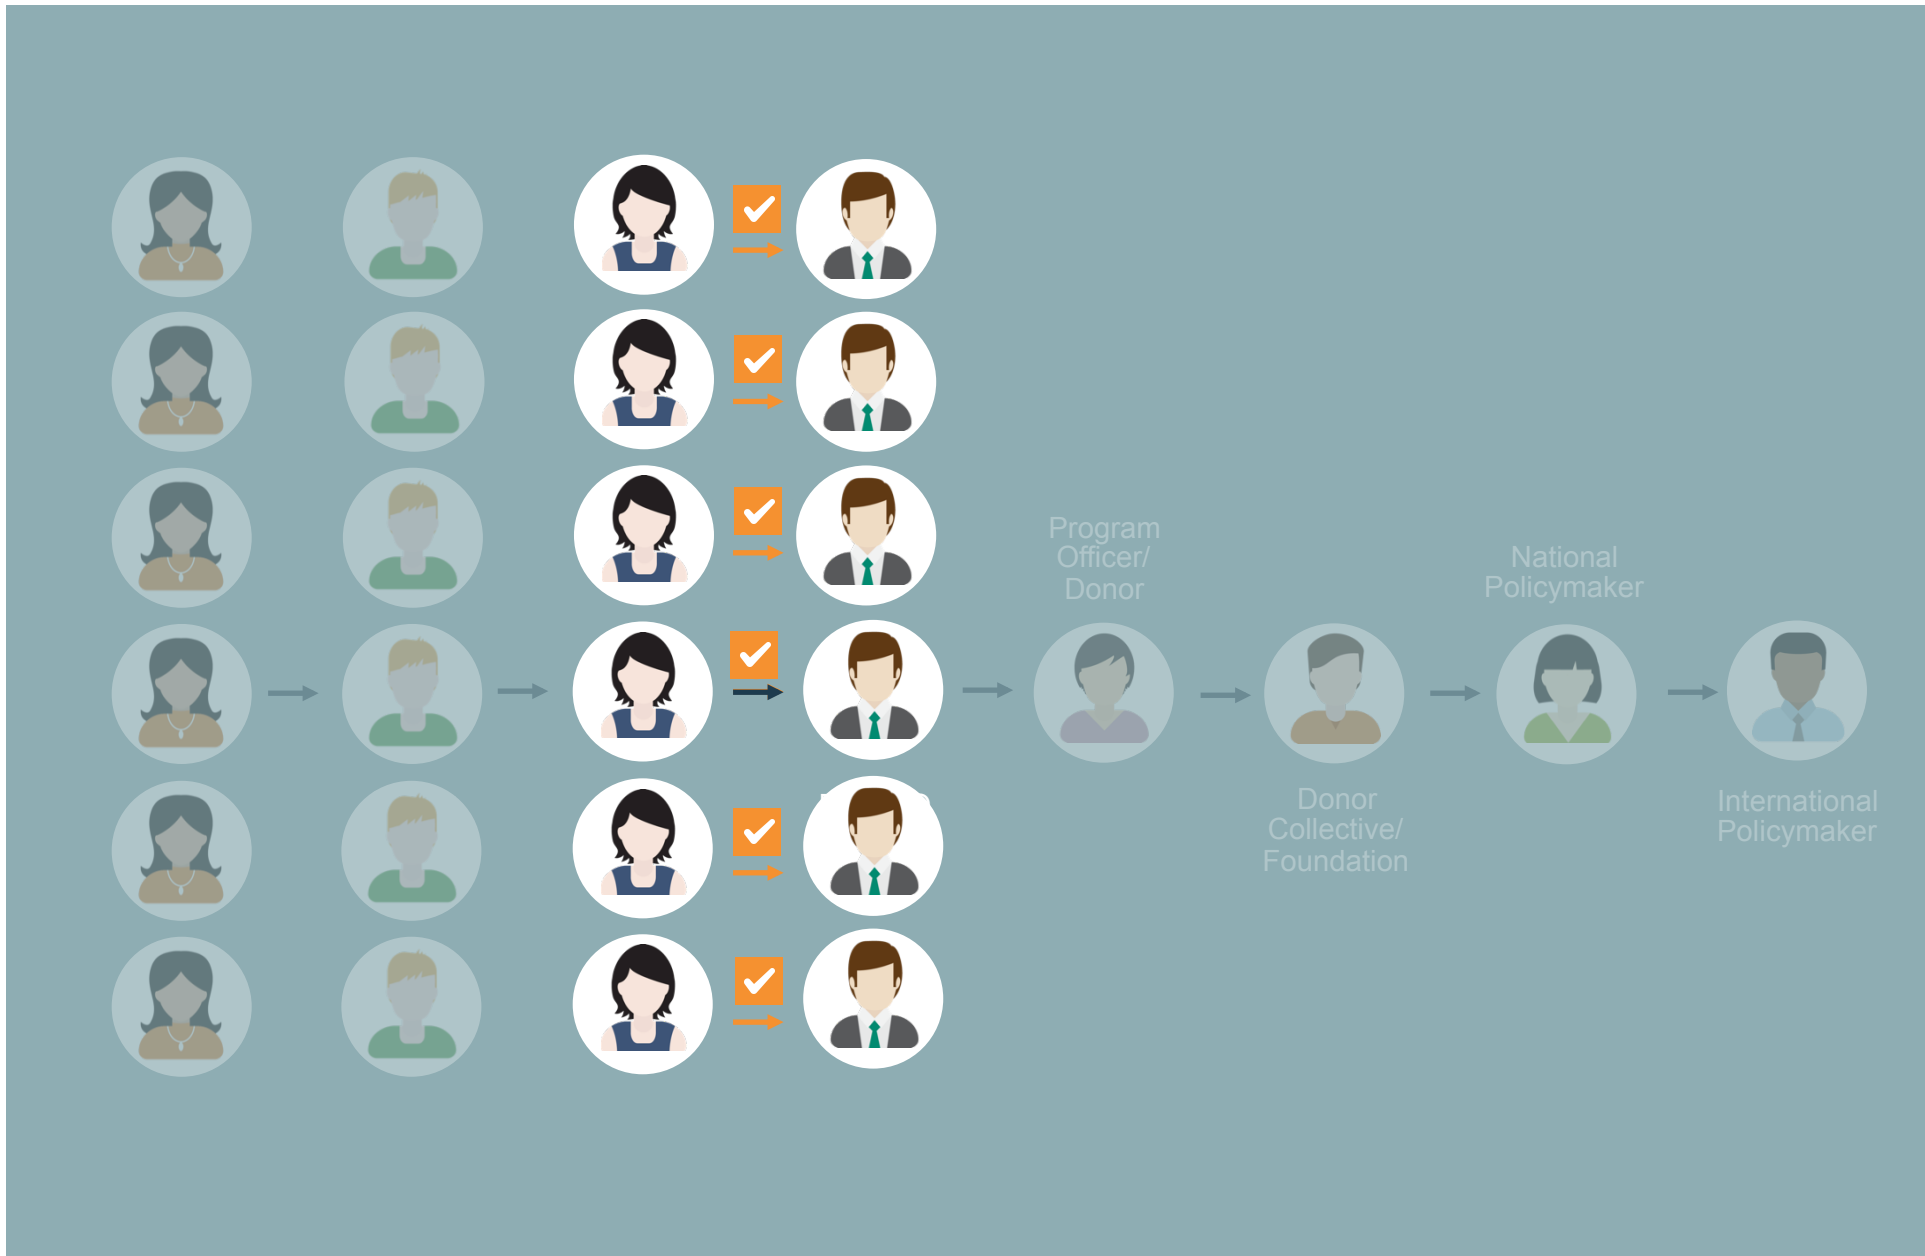 Program
Officer/
Donor
National
Policymaker
Donor
Collective/
Foundation
International
Policymaker